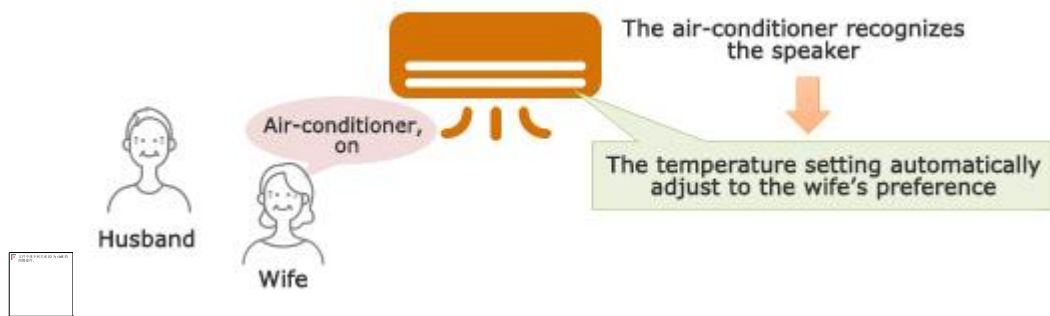 The air-conditioner recognizes
the speaker
Air-conditioner,
on
The temperature setting automatically
adjust to the wife's preference
Husband
Wife